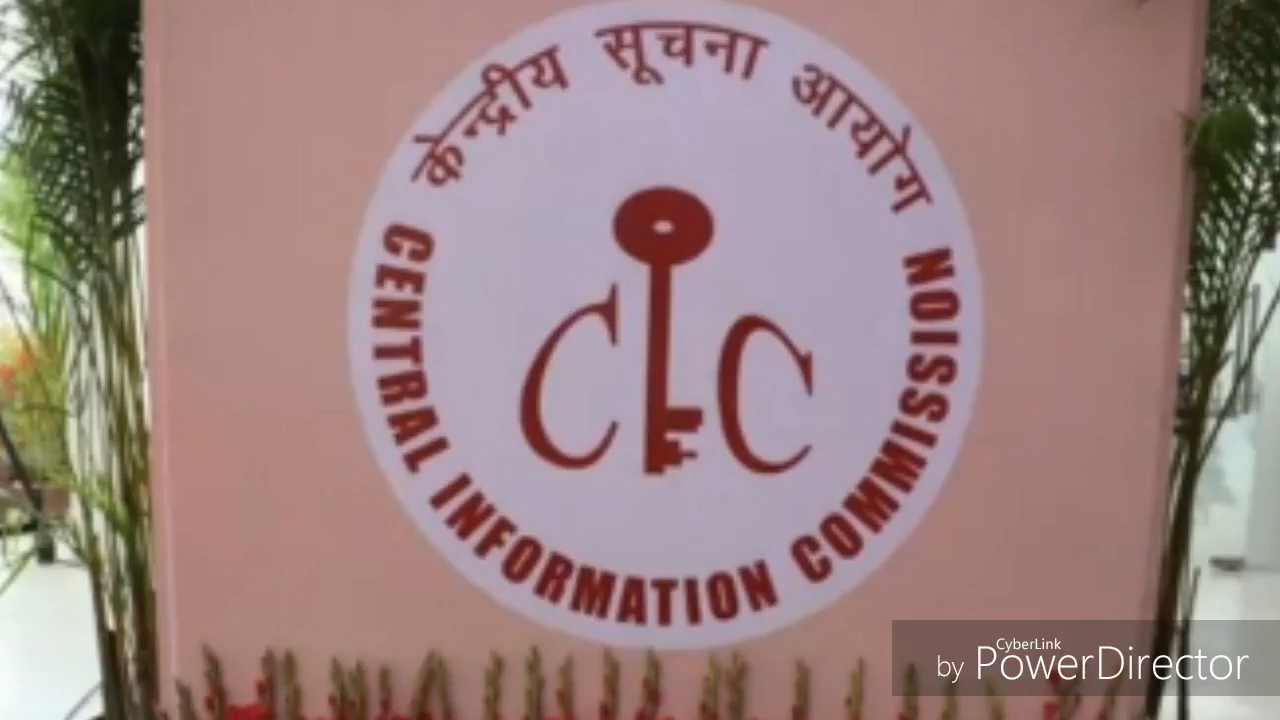 केन्द्रीय सूचना आयोग
CIC
CENTRAL INFORMATION COMMISSION
CyberLink
by PowerDirector